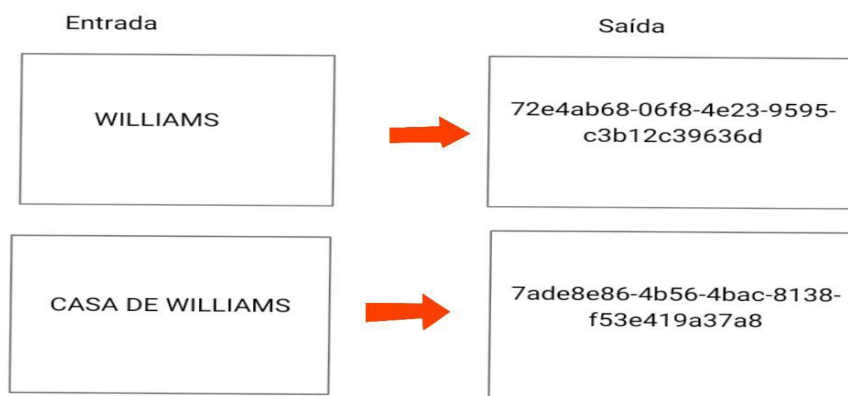 Entrada
Saída
WILLIAMS
72e4ab68-06f8-4e23-9595-
c3b12c39636d
CASA DE WILLIAMS
7ade8e86-4b56-4bac-8138-
f53e419a37a8